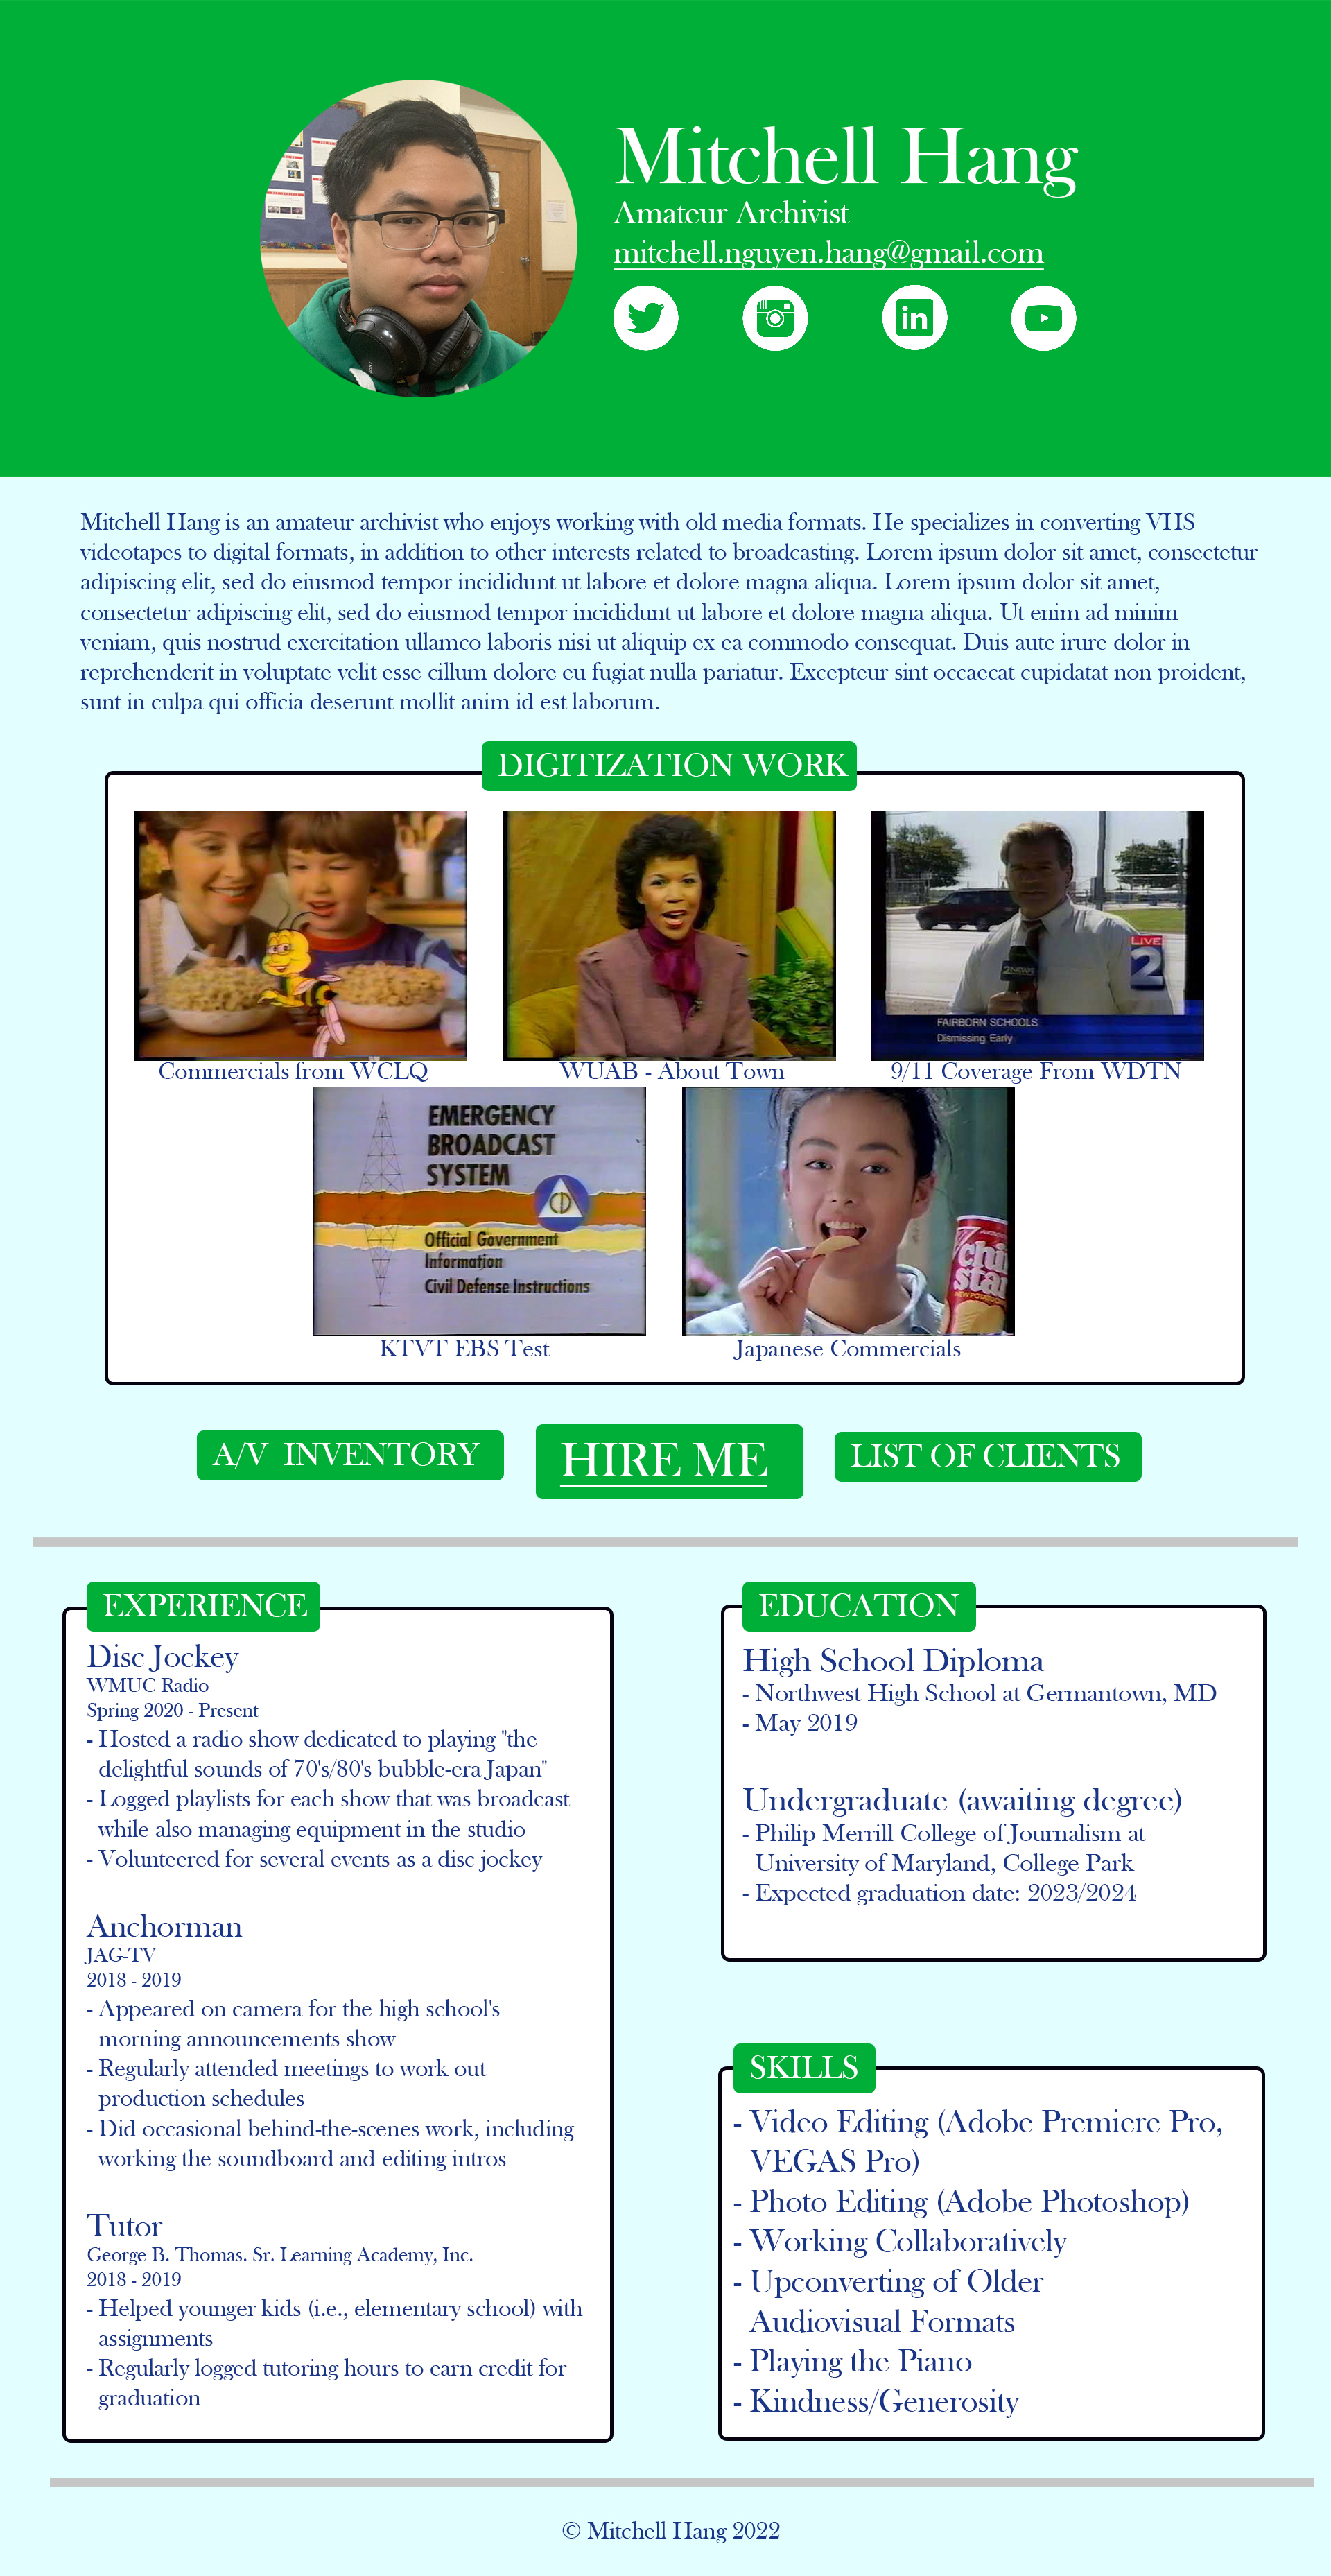 Mitchell Hang
Amateur Archivist
mitchell.nguyen.hang@gmail.com
Mitchell Hang is an amateur archivist who enjoys working with old media formats. He specializes in converting VHS
videotapes to digital formats, in addition to other interests related to broadcasting. Lorem ipsum dolor sit amet, consectetur
adipiscing elit, sed do eiusmod tempor incididunt ut labore et dolore magna aliqua. Lorem ipsum dolor sit amet,
consectetur adipiscing elit, sed do eiusmod tempor incididunt ut labore et dolore magna aliqua. Ut enim ad minim
veniam, quis nostrud exercitation ullamco laboris nisi ut aliquip ex ea commodo consequat. Duis aute irure dolor in
reprehenderit in voluptate velit esse cillum dolore eu fugiat nulla pariatur. Excepteur sint occaecat cupidatat non proident,
sunt in culpa qui officia deserunt mollit anim id est laborum.
DIGITIZATION WORK
LIVE
2
2NEWS
FAIRBORN SCHOOLS
Dismissing Early
Commercials from WCLQ
WUAB - About Town
9/11 Coverage From WDTN
EMERGENCY
BROADCAST
SYSTEM
CD
Official Government
Information
Civil Defense Instructions
KTVT EBS Test
Japanese Commercials
A/V INVENTORY
HIRE ME
LIST OF CLIENTS
EXPERIENCE
Disc Jockey
WMUC Radio
Spring 2020 - Present
- Hosted a radio show dedicated to playing "the
delightful sounds of 70's/80's bubble-era Japan"
- Logged playlists for each show that was broadcast
while also managing equipment in the studio
- Volunteered for several events as a disc jockey
Anchorman
JAG-TV
2018 - 2019
- Appeared on camera for the high school's
morning announcements show
- Regularly attended meetings to work out
production schedules
- Did occasional behind-the-scenes work, including
working the soundboard and editing intros
Tutor
George B. Thomas. Sr. Learning Academy, Inc.
2018 - 2019
- Helped younger kids (i.e., elementary school) with
assignments
- Regularly logged tutoring hours to earn credit for
graduation
EDUCATION
High School Diploma
- Northwest High School at Germantown, MD
- May 2019
Undergraduate (awaiting degree)
- Philip Merrill College of Journalism at
University of Maryland, College Park
- Expected graduation date: 2023/2024
SKILLS
- Video Editing (Adobe Premiere Pro,
VEGAS Pro)
- Photo Editing (Adobe Photoshop)
- Working Collaboratively
- Upconverting of Older
Audiovisual Formats
- Playing the Piano
- Kindness/Generosity
© Mitchell Hang 2022